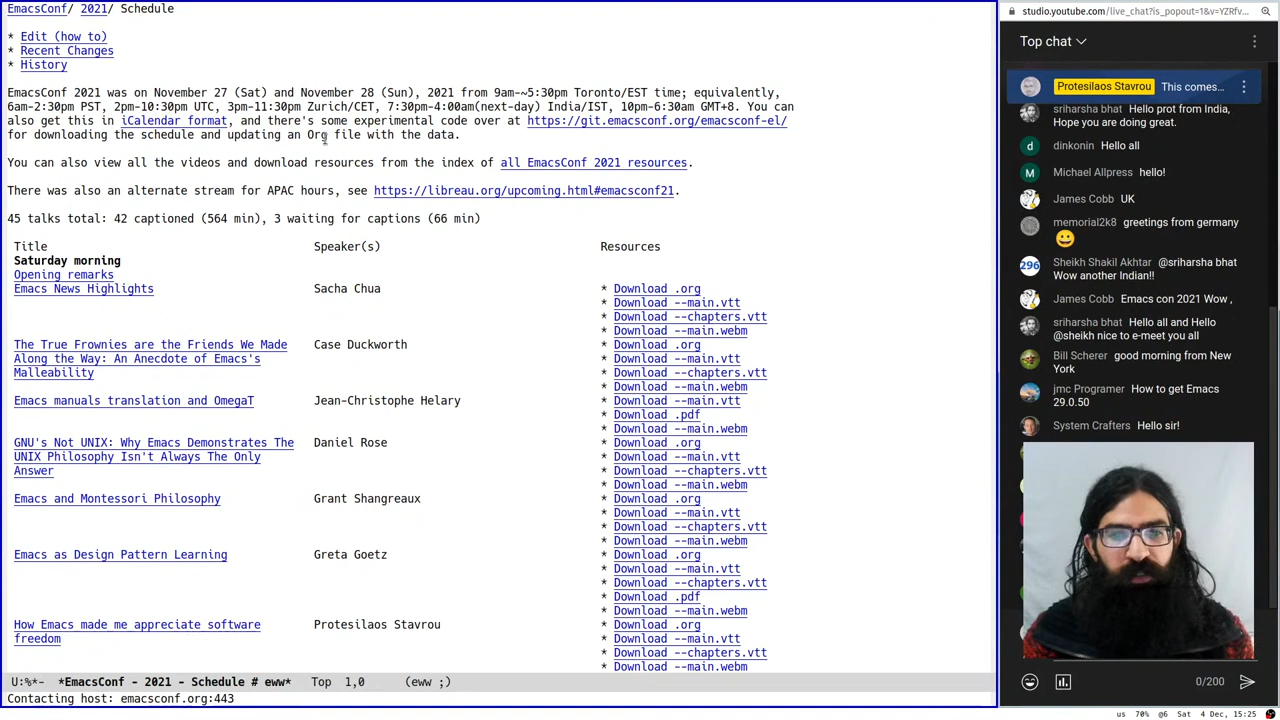 EmacsConf/ 2021/ Schedule
* Edit (how to)
* Recent Changes
* History
EmacsConf 2021 was on November 27 (Sat) and November 28 (Sun), 2021 from 9am-~5:30pm Toronto/EST time; equivalently,
6am-2:30pm PST, 2pm-10:30pm UTC, 3pm-11:30pm Zurich/CET, 7:30pm-4:00am(next-day) India/IST, 10pm-6:30am GMT+8. You can
also get this in iCalendar format, and there's some experimental code over at https://git.emacsconf.org/emacsconf-el/
for downloading the schedule and updating an Org file with the data.
You can also view all the videos and download resources from the index of all EmacsConf 2021 resources.
There was also an alternate stream for APAC hours, see https://libreau.org/upcoming.html#emacsconf21.
45 talks total: 42 captioned (564 min), 3 waiting for captions (66 min)
Title Speaker(s) Resources
Saturday morning
Opening remarks
Emacs News Highlights Sacha Chua * Download .org
* Download --main.vtt
* Download --chapters.vtt
* Download --main.webm
The True Frownies are the Friends We Made Case Duckworth * Download .org
Along the Way: An Anecdote of Emacs's * Download --main.vtt
Malleability * Download --chapters.vtt
* Download --main.webm
Emacs manuals translation and OmegaT Jean-Christophe Helary * Download --main.vtt
* Download .pdf
* Download --main.webm
GNU's Not UNIX: Why Emacs Demonstrates The Daniel Rose * Download .org
UNIX Philosophy Isn't Always The Only * Download --main.vtt
Answer * Download --chapters.vtt
* Download --main.webm
Emacs and Montessori Philosophy Grant Shangreaux * Download .org
* Download --main.vtt
* Download --chapters.vtt
* Download --main.webm
Emacs as Design Pattern Learning Greta Goetz * Download .org
* Download --main.vtt
* Download --chapters.vtt
* Download .pdf
* Download --main.webm
How Emacs made me appreciate software Protesilaos Stavrou * Download .org
freedom * Download --main.vtt
* Download --chapters.vtt
* Download --main.webm
U:%*- *EmacsConf - 2021 - Schedule # eww* Top 1,0 (eww ;)
Contacting host: emacsconf.org:443
studio.youtube.com/live_chat?is_popout=1&v=YZRfv...
Top chat
Protesilaos Stavrou This comes...
sriharsha bhat Hello prot from India,
Hope you are doing great.
d dinkonin Hello all
M Michael Allpress hello!
James Cobb UK
memorial2k8 greetings from germany
😀
296 Sheikh Shakil Akhtar @sriharsha bhat
Wow another Indian!!
James Cobb Emacs con 2021 Wow ,
sriharsha bhat Hello all and Hello
@sheikh nice to e-meet you all
Bill Scherer good morning from New
York
jmc Programer How to get Emacs
29.0.50
System Crafters Hello sir!
0/200
us 70% @6 Sat 4 Dec, 15:25